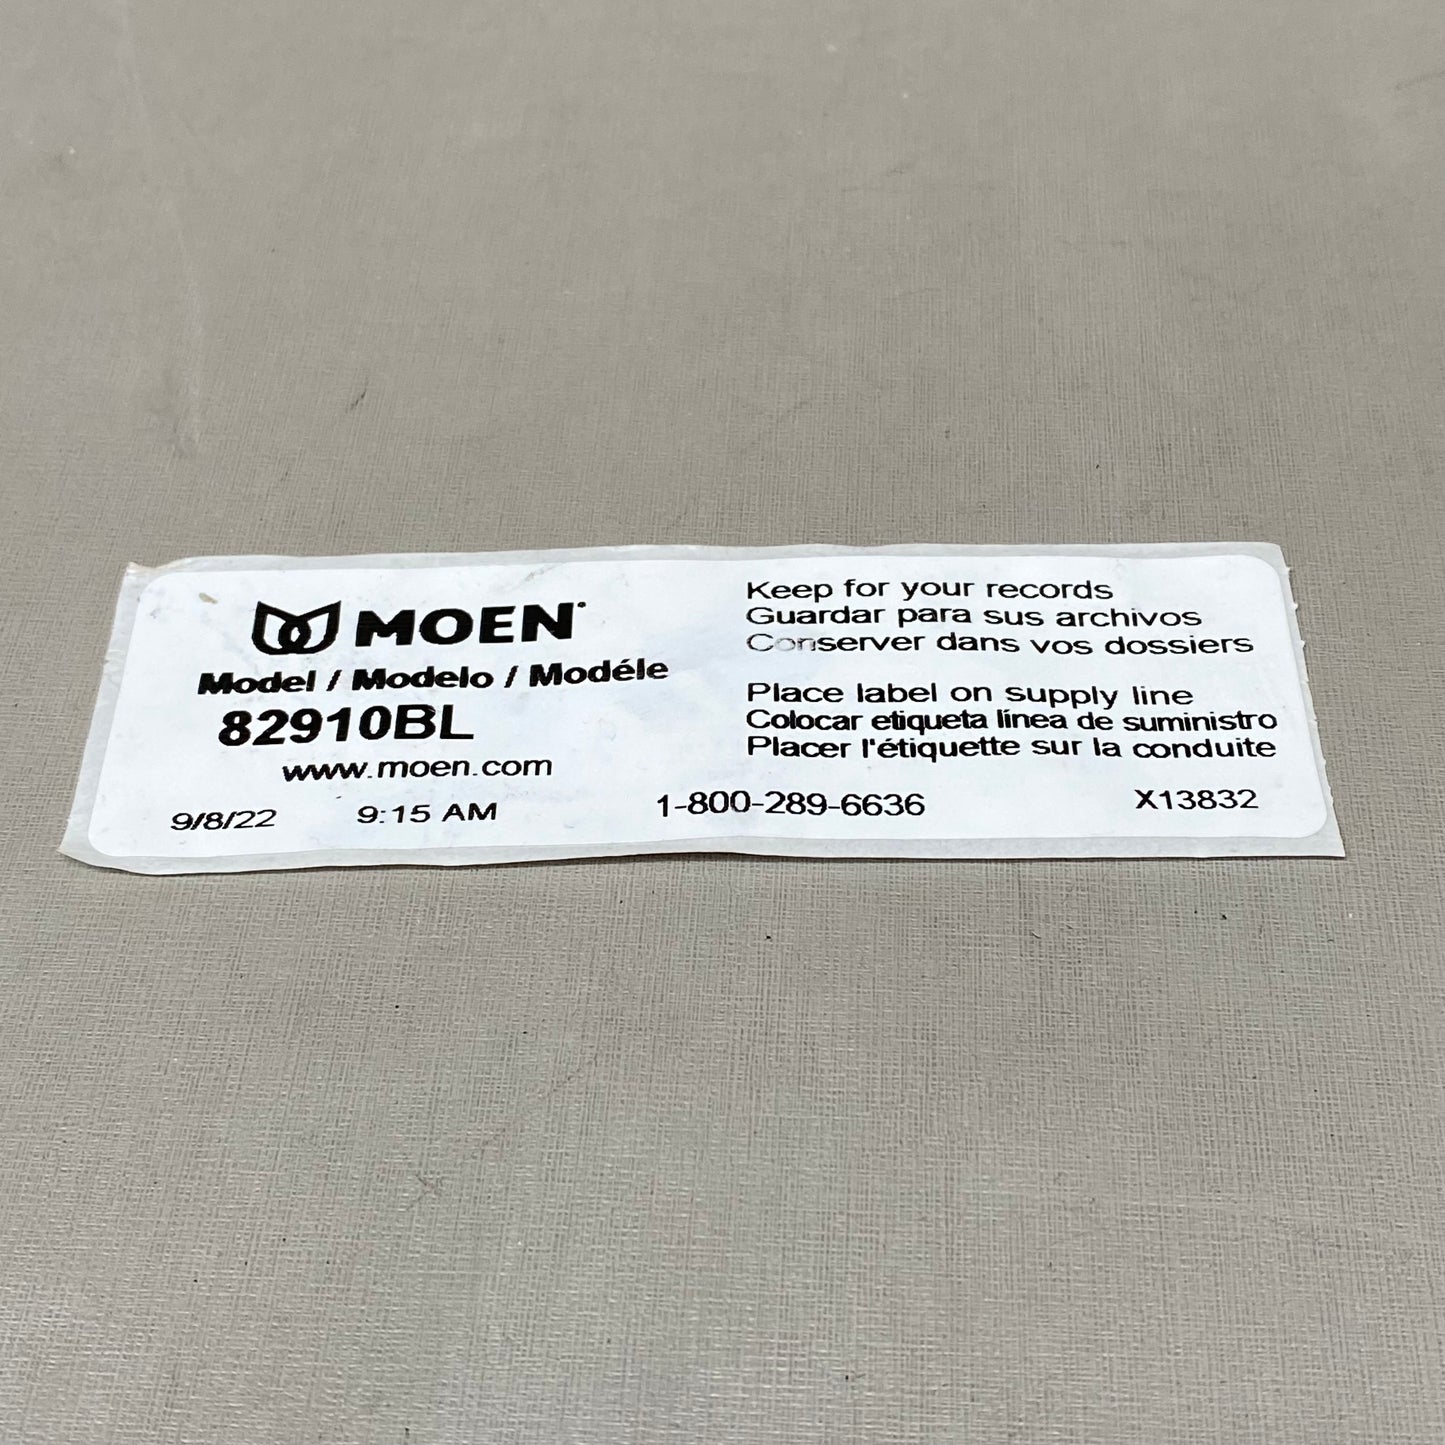 MOEN
Model / Modelo / Modéle
82910BL
www.moen.com
9/8/22 9:15 AM
Keep for your records
Guardar para sus archivos
Conserver dans vos dossiers
Place label on supply line
Colocar etiqueta línea de suministro
Placer l'étiquette sur la conduite
1-800-289-6636
X13832